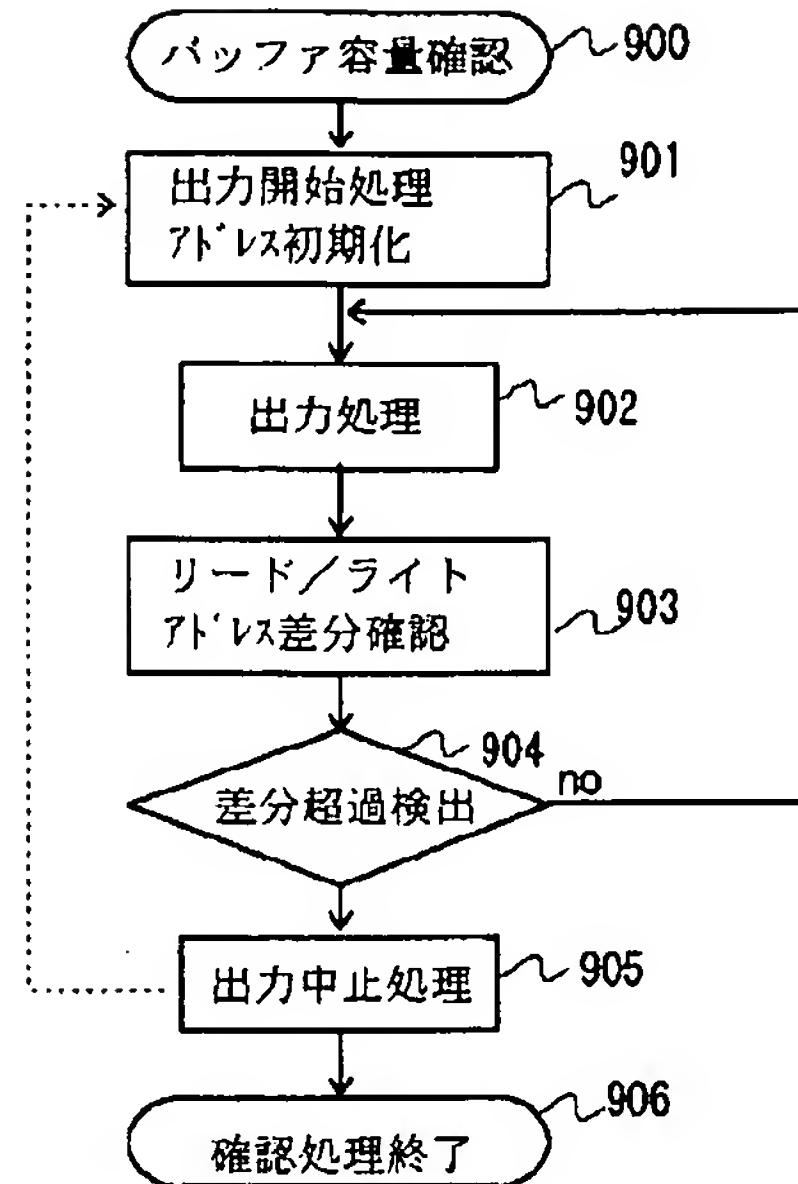 バッファ容量確認
900
出力開始処理
ｱﾄﾞﾚｽ初期化
901
出力処理
902
リード／ライト
ｱﾄﾞﾚｽ差分確認
903
904
差分超過検出
no
出力中止処理
905
906
確認処理終了